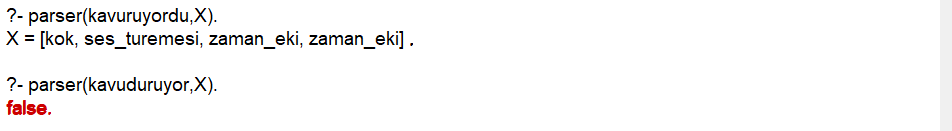 ?- parser(kavuruyordu,X).
X = [kok, ses_turemesi, zaman_eki, zaman_eki] .
?- parser(kavuduruyor,X).
false.